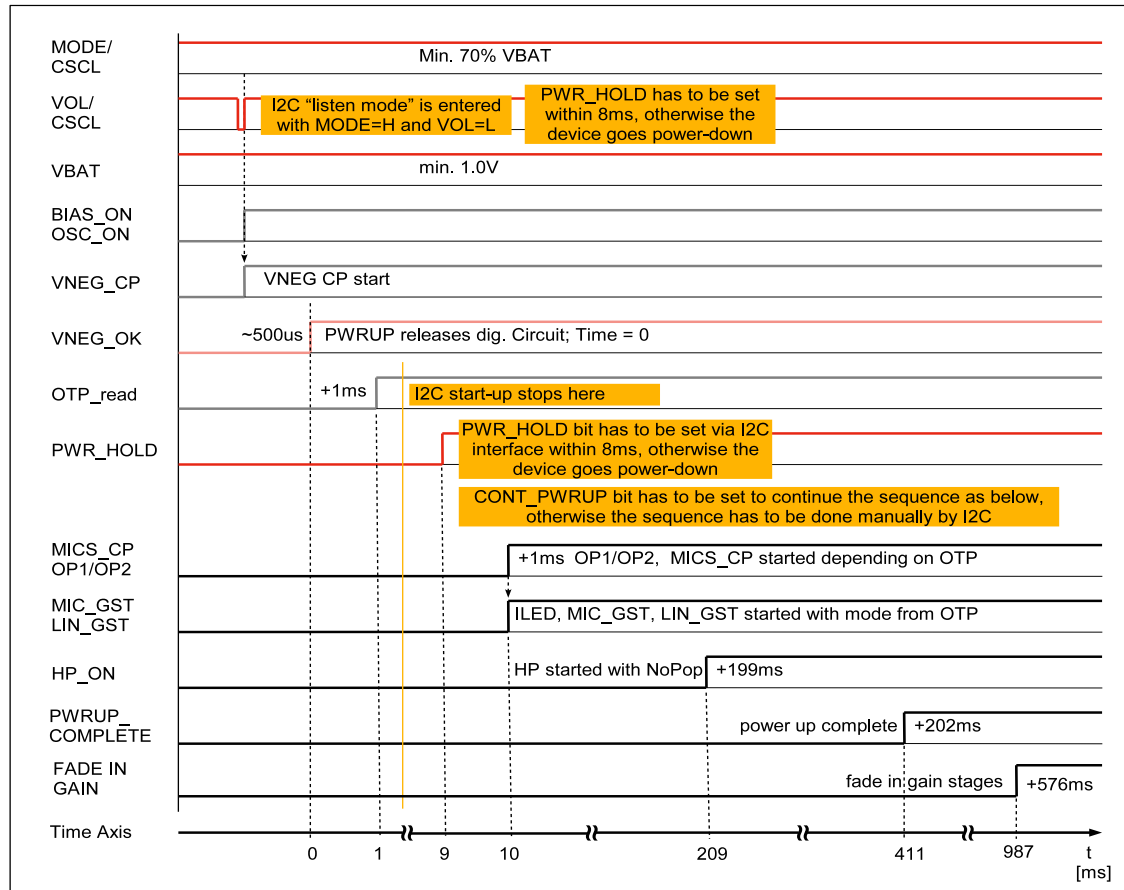 MODE/
CSCL
Min. 70% VBAT
VOL/
CSCL
I2C “listen mode” is entered
with MODE=H and VOL=L
PWR_HOLD has to be set
within 8ms, otherwise the
device goes power-down
VBAT
min. 1.0V
BIAS_ON
OSC_ON
VNEG_CP
VNEG CP start
VNEG_OK
~500us
PWRUP releases dig. Circuit; Time = 0
OTP_read
+1ms
I2C start-up stops here
PWR_HOLD
PWR_HOLD bit has to be set via I2C
interface within 8ms, otherwise the
device goes power-down
CONT_PWRUP bit has to be set to continue the sequence as below,
otherwise the sequence has to be done manually by I2C
MICS_CP
OP1/OP2
+1ms OP1/OP2, MICS_CP started depending on OTP
MIC_GST
LIN_GST
ILED, MIC_GST, LIN_GST started with mode from OTP
HP_ON
HP started with NoPop
+199ms
PWRUP_
COMPLETE
power up complete
+202ms
FADE IN
GAIN
fade in gain stages
+576ms
Time Axis
0 1 9 10 209 411 987 t
[ms]